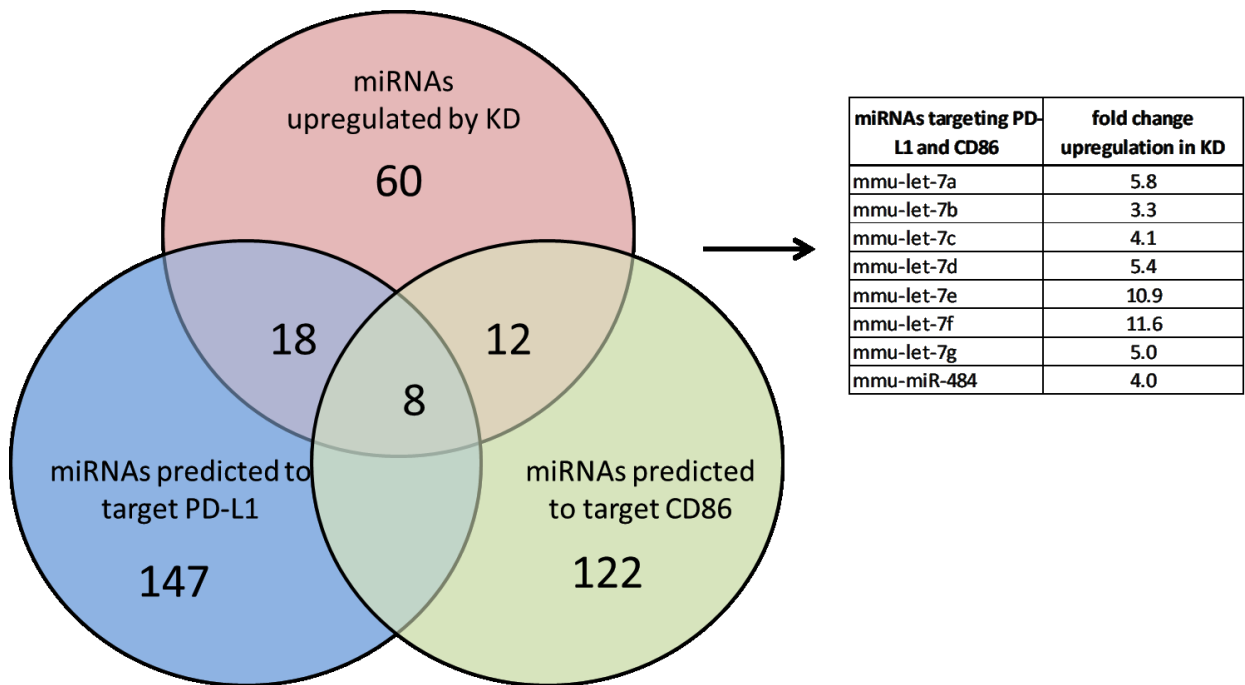 miRNAs
upregulated by KD
60
18
12
8
miRNAs predicted to
target PD-L1
147
miRNAs predicted
to target CD86
122
miRNAs targeting PD-
L1 and CD86
fold change
upregulation in KD
mmu-let-7a 5.8
mmu-let-7b 3.3
mmu-let-7c 4.1
mmu-let-7d 5.4
mmu-let-7e 10.9
mmu-let-7f 11.6
mmu-let-7g 5.0
mmu-miR-484 4.0